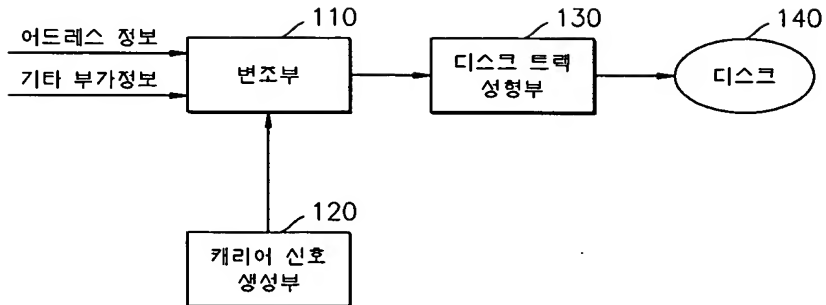 110
130
140
어드레스 정보
기타 부가정보
변조부
디스크 트랙
성형부
디스크
120
캐리어 신호
생성부